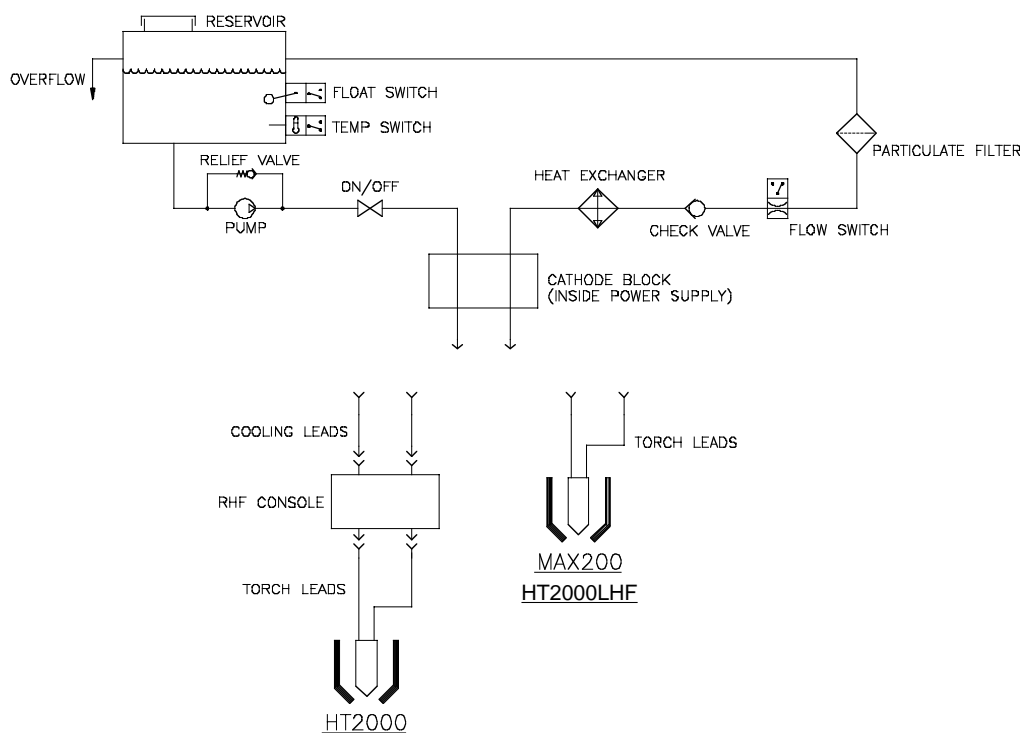 RESERVOIR
OVERFLOW
FLOAT SWITCH
TEMP SWITCH
RELIEF VALVE
PUMP
ON/OFF
HEAT EXCHANGER
CHECK VALVE
FLOW SWITCH
PARTICULATE FILTER
CATHODE BLOCK
(INSIDE POWER SUPPLY)
COOLING LEADS
RHF CONSOLE
TORCH LEADS
HT2000
TORCH LEADS
MAX200
HT2000LHF